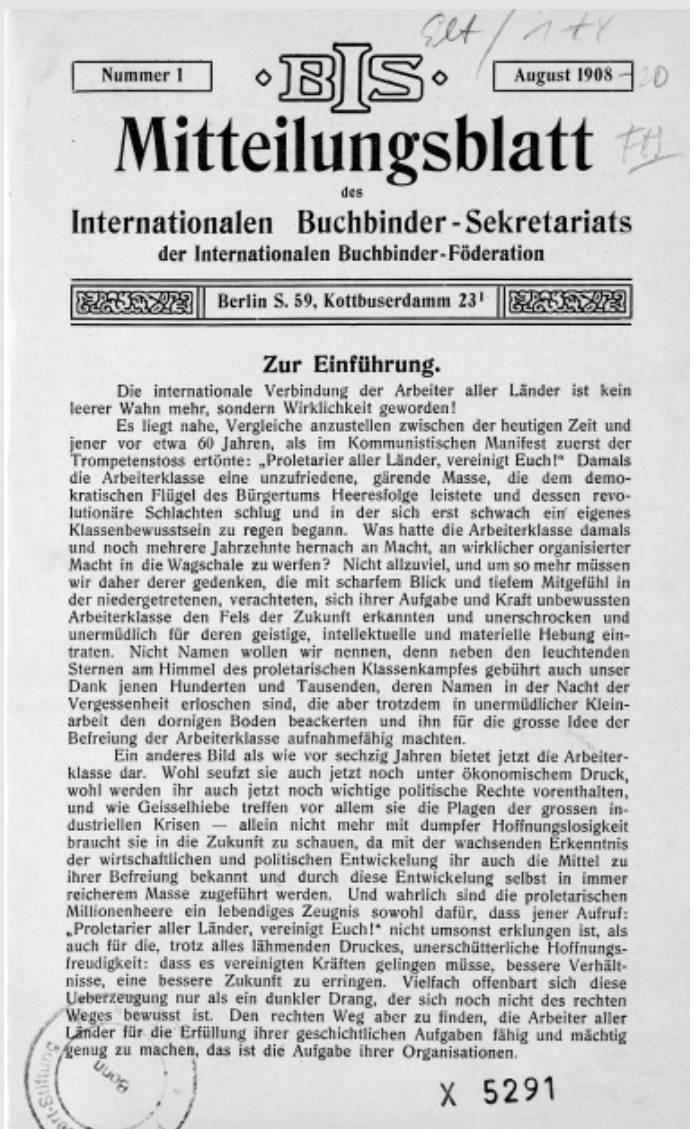 Nummer 1
BIS
August 1908
Mitteilungsblatt
des
Internationalen Buchbinder-Sekretariats
der Internationalen Buchbinder-Föderation
Berlin S. 59, Kottbuserdamm 23I
Zur Einführung.
Die internationale Verbindung der Arbeiter aller Länder ist kein
leerer Wahn mehr, sondern Wirklichkeit geworden!
Es liegt nahe, Vergleiche anzustellen zwischen der heutigen Zeit und
jener vor etwa 60 Jahren, als im Kommunistischen Manifest zuerst der
Trompetenstoss ertönte: „Proletarier aller Länder, vereinigt Euch!“ Damals
die Arbeiterklasse eine unzufriedene, gärende Masse, die dem demo-
kratischen Flügel des Bürgertums Heeresfolge leistete und dessen revo-
lutionäre Schlachten schlug und in der sich erst schwach ein eigenes
Klassenbewusstsein zu regen begann. Was hatte die Arbeiterklasse damals
und noch mehrere Jahrzehnte hernach an Macht, an wirklicher organisierter
Macht in die Wagschale zu werfen? Nicht allzuviel, und um so mehr müssen
wir daher derer gedenken, die mit scharfem Blick und tiefem Mitgefühl in
der niedergetretenen, verachteten, sich ihrer Aufgabe und Kraft unbewussten
Arbeiterklasse den Fels der Zukunft erkannten und unerschrocken und
unermüdlich für deren geistige, intellektuelle und materielle Hebung ein-
traten. Nicht Namen wollen wir nennen, denn neben den leuchtenden
Sternen am Himmel des proletarischen Klassenkampfes gebührt auch unser
Dank jenen Hunderten und Tausenden, deren Namen in der Nacht der
Vergessenheit erloschen sind, die aber trotzdem in unermüdlicher Klein-
arbeit den dornigen Boden beackerten und ihn für die grosse Idee der
Befreiung der Arbeiterklasse aufnahmefähig machten.
Ein anderes Bild als wie vor sechzig Jahren bietet jetzt die Arbeiter-
klasse dar. Wohl seufzt sie auch jetzt noch unter ökonomischem Druck,
wohl werden ihr auch jetzt noch wichtige politische Rechte vorenthalten,
und wie Geisselhiebe treffen vor allem sie die Plagen der grossen in-
dustriellen Krisen — allein nicht mehr mit dumpfer Hoffnungslosigkeit
braucht sie in die Zukunft zu schauen, da mit der wachsenden Erkenntnis
der wirtschaftlichen und politischen Entwickelung ihr auch die Mittel zu
ihrer Befreiung bekannt und durch diese Entwickelung selbst in immer
reicherem Masse zugeführt werden. Und wahrlich sind die proletarischen
Millionenheere ein lebendiges Zeugnis sowohl dafür, dass jener Aufruf:
„Proletarier aller Länder, vereinigt Euch!“ nicht umsonst erklungen ist, als
auch für die, trotz alles lähmenden Druckes, unerschütterliche Hoffnungs-
freudigkeit: dass es vereinigten Kräften gelingen müsse, bessere Verhält-
nisse, eine bessere Zukunft zu erringen. Vielfach offenbart sich diese
Ueberzeugung nur als ein dunkler Drang, der sich noch nicht des rechten
Weges bewusst ist. Den rechten Weg aber zu finden, die Arbeiter aller
Länder für die Erfüllung ihrer geschichtlichen Aufgaben fähig und mächtig
genug zu machen, das ist die Aufgabe ihrer Organisationen.
Bonn
X 5291